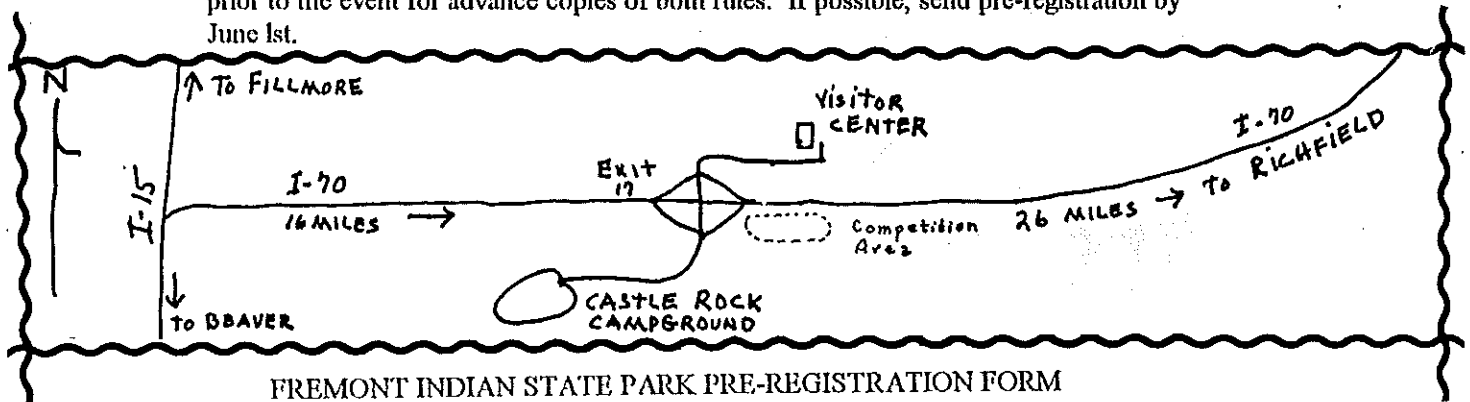 prior to the event for advance copies of both rules. If possible, send pre-registration by
June lst.
N
↑ TO FILLMORE
VisitoR
CENTER
I-70
TO RICHFIELD
Exit
17
I-15
I-70
16 MILES →
26 MILES →
Competition
Area
CASTLE ROCK
CAMPGROUND
↓
TO BEAVER
FREMONT INDIAN STATE PARK PRE-REGISTRATION FORM